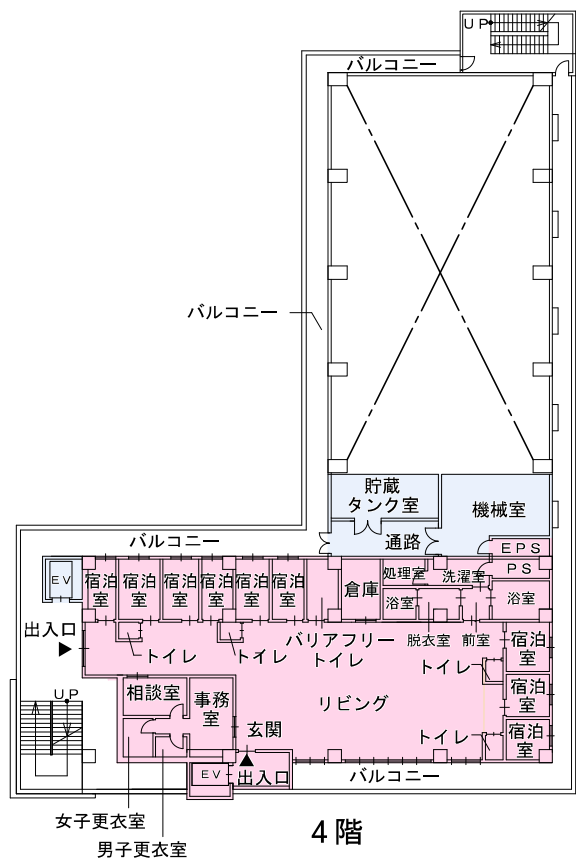 UP
バルコニー
バルコニー
貯蔵
タンク室
機械室
通路
バルコニー
EPS
PS
EV
宿泊
室
宿泊
室
宿泊
室
宿泊
室
宿泊
室
宿泊
室
倉庫
処理室
洗濯室
浴室
浴室
出入口
バリアフリー
トイレ
脱衣室
前室
宿泊
室
トイレ
トイレ
トイレ
相談室
事務
室
リビング
宿泊
室
UP
玄関
トイレ
宿泊
室
EV
出入口
バルコニー
女子更衣室
男子更衣室
4階